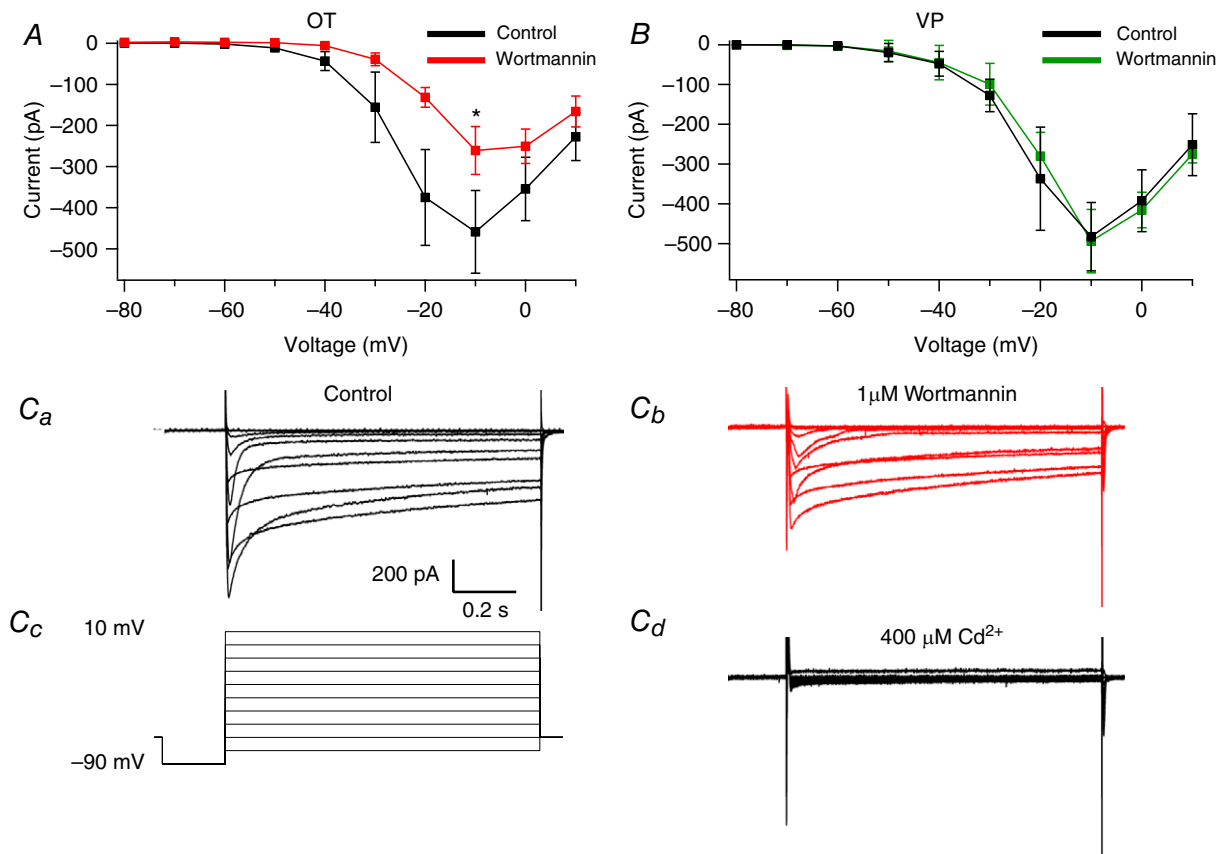 A
OT
Control
Wortmannin
*
0
−100
−200
−300
−400
−500
Current (pA)
−80
−60
−40
−20
0
Voltage (mV)
B
VP
Control
Wortmannin
0
−100
−200
−300
−400
−500
Current (pA)
−80
−60
−40
−20
0
Voltage (mV)
Ca
Control
200 pA
0.2 s
Cb
1μM Wortmannin
Cc
10 mV
−90 mV
Cd
400 μM Cd²⁺